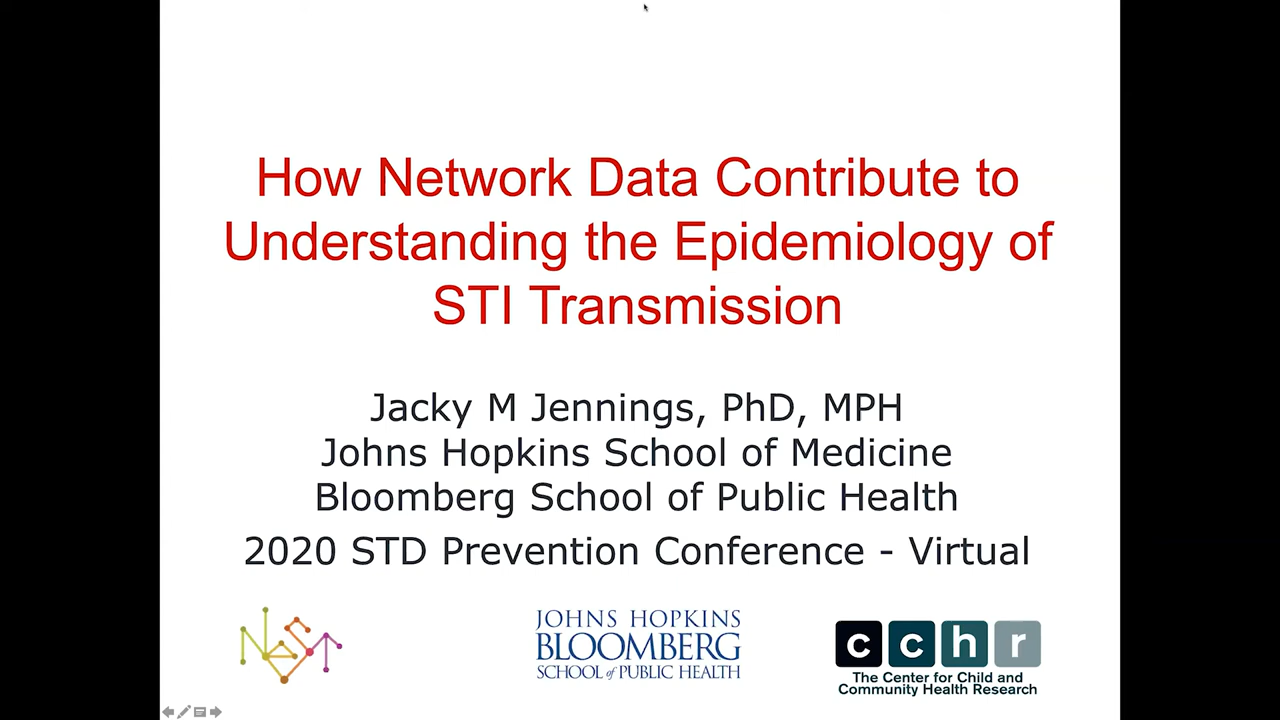 How Network Data Contribute to
Understanding the Epidemiology of
STI Transmission
Jacky M Jennings, PhD, MPH
Johns Hopkins School of Medicine
Bloomberg School of Public Health
2020 STD Prevention Conference - Virtual
NeST
JOHNS HOPKINS
BLOOMBERG
SCHOOL of PUBLIC HEALTH
cchr
The Center for Child and
Community Health Research